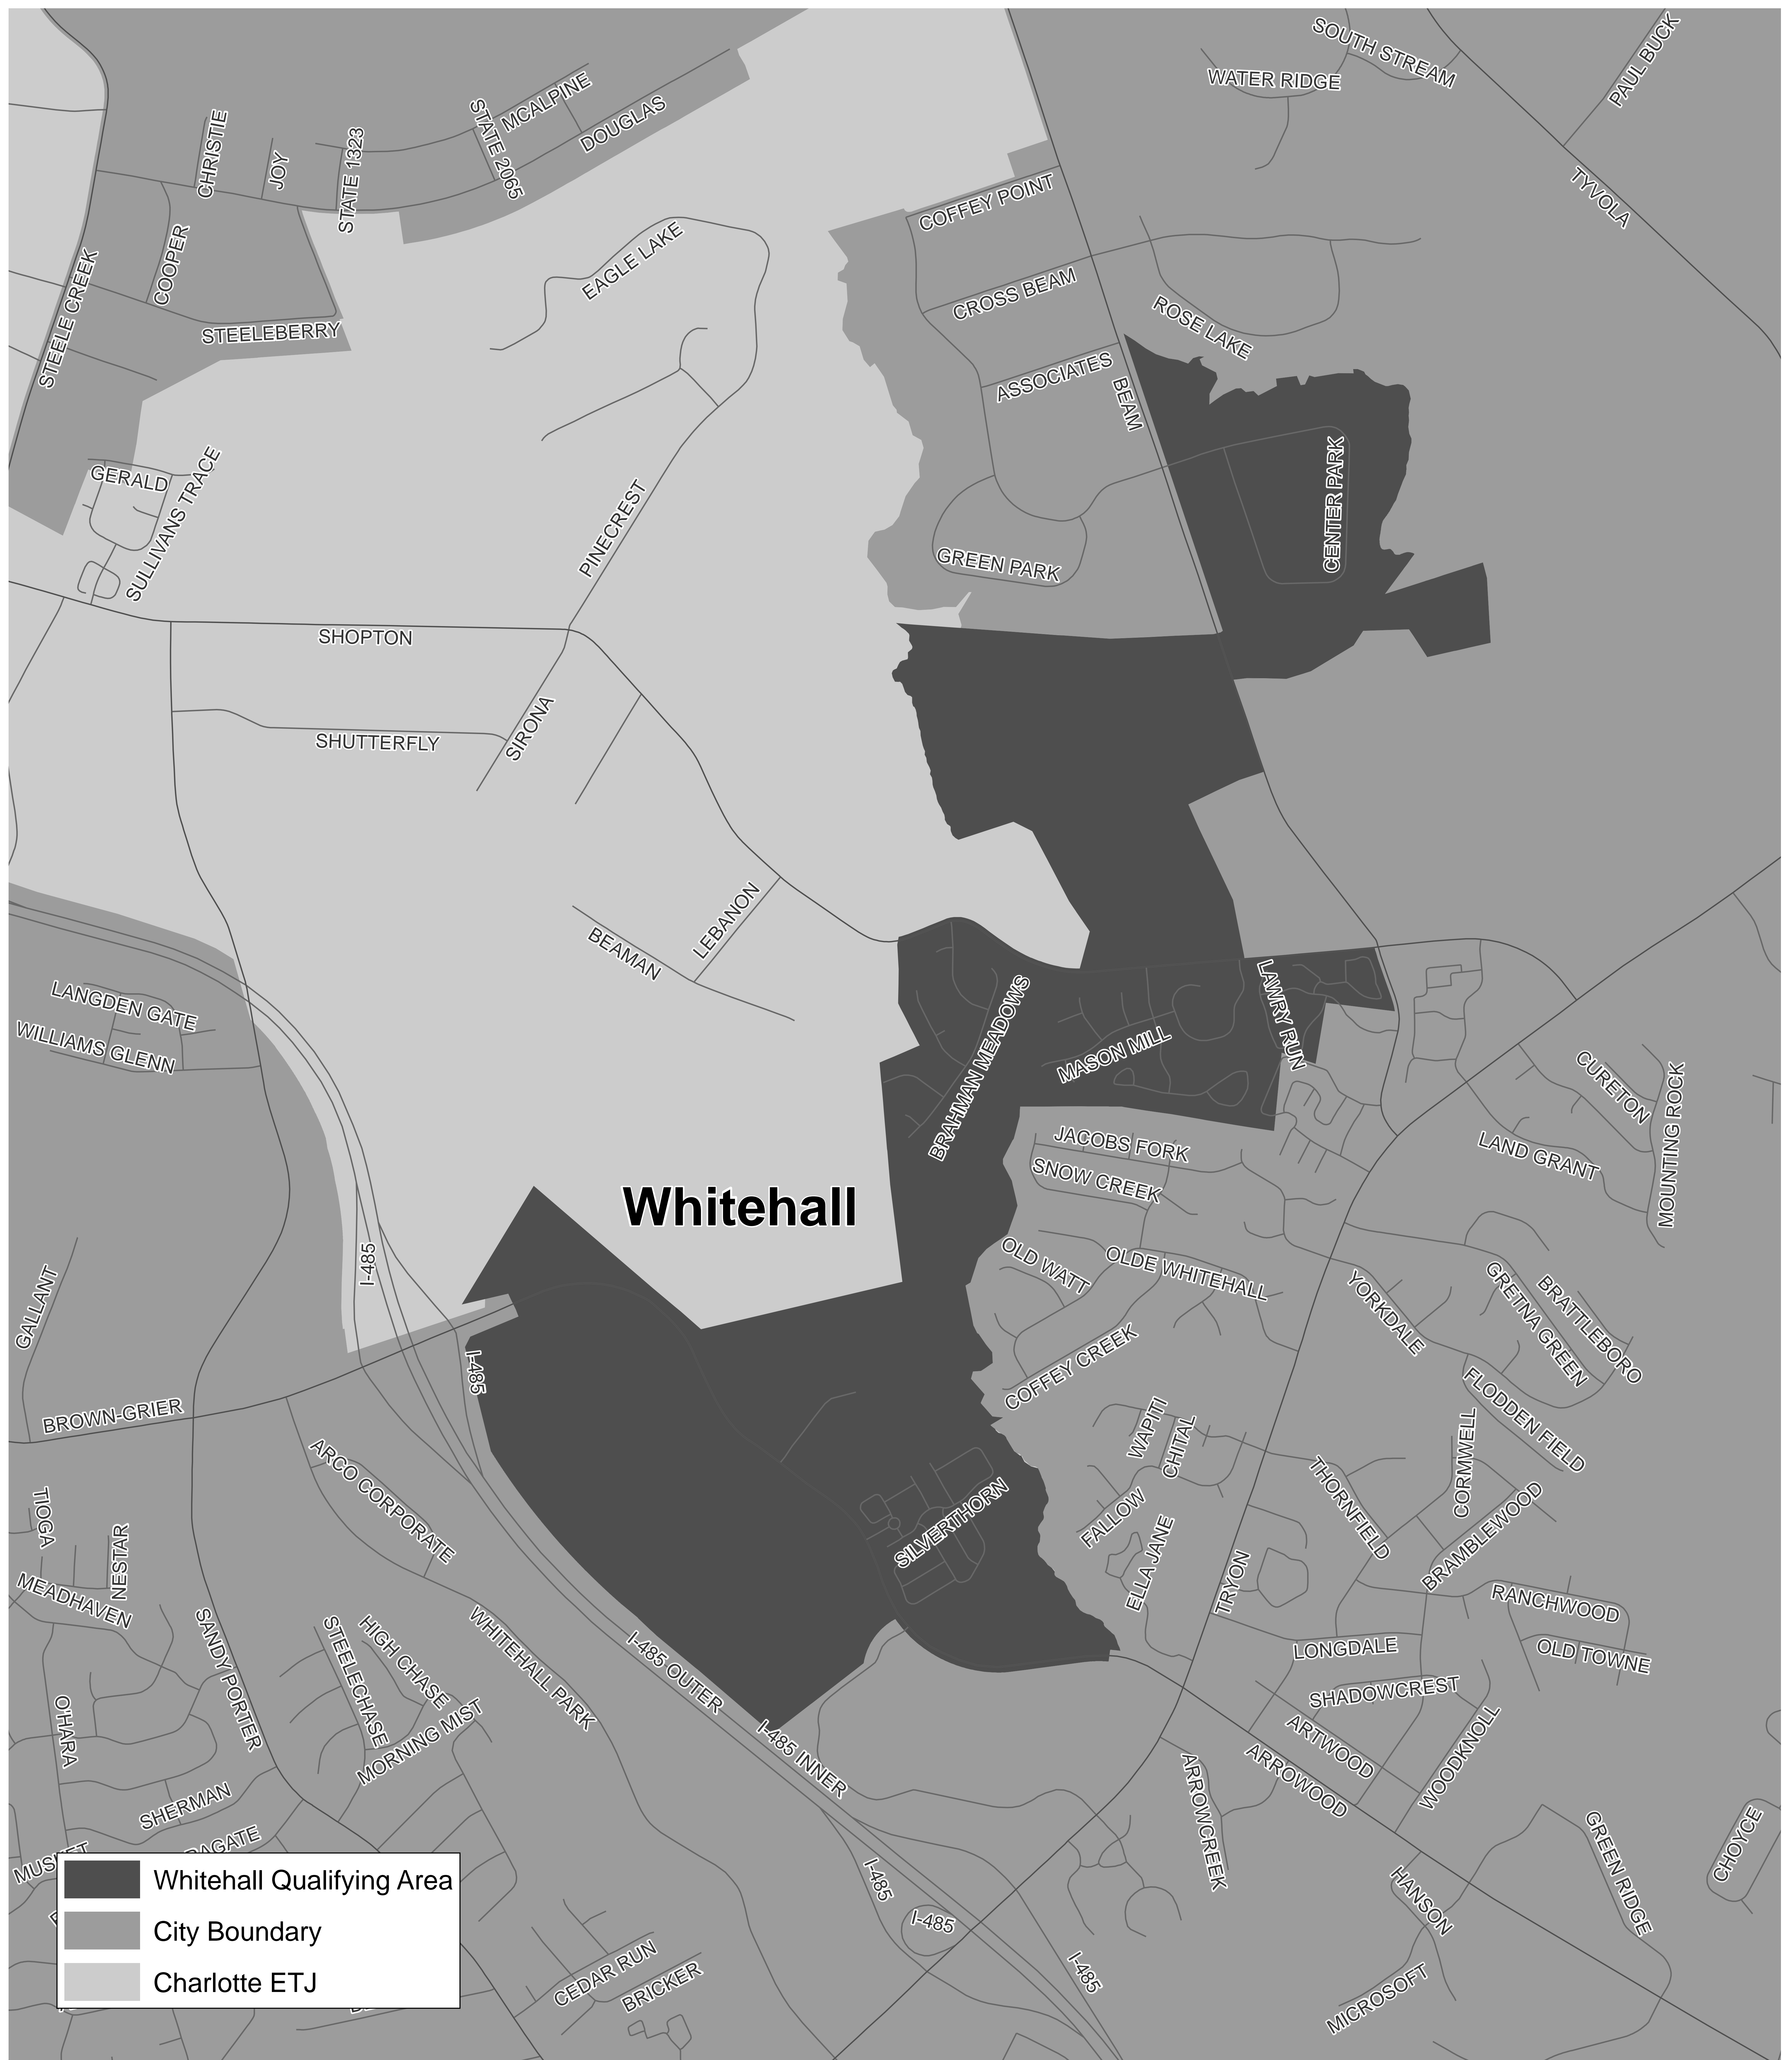 SOUTH STREAM
PAUL BUCK
WATER RIDGE
MCALPINE
STATE 2065
DOUGLAS
CHRISTIE
JOY
STATE 1323
TYVOLA
COFFEY POINT
COOPER
EAGLE LAKE
STEELE CREEK
CROSS BEAM
ROSE LAKE
STEELEBERRY
ASSOCIATES
BEAM
GERALD
SULLIVANS TRACE
CENTER PARK
PINECREST
GREEN PARK
SHOPTON
SIRONA
SHUTTERFLY
LEBANON
BEAMAN
LANGDEN GATE
WILLIAMS GLENN
BRAHMAN MEADOWS
LAWRY RUN
MASON MILL
CURETON
MOUNTING ROCK
JACOBS FORK
LAND GRANT
SNOW CREEK
Whitehall
I-485
OLD WATT
OLDE WHITEHALL
GALLANT
YORKDALE
GRETNA GREEN
BRATTLEBORO
I-485
COFFEY CREEK
BROWN-GRIER
FLODDEN FIELD
WAPITI
CHITAL
CORMWELL
ARCO CORPORATE
THORNFIELD
TIOGA
NESTAR
SILVERTHORN
FALLOW
BRAMBLEWOOD
ELLA JANE
TRYON
MEADHAVEN
RANCHWOOD
SANDY PORTER
STEELECHASE
HIGH CHASE
WHITEHALL PARK
I-485 OUTER
LONGDALE
OLD TOWNE
OHARA
MORNING MIST
SHADOWCREST
I-485 INNER
ARTWOOD
WOODKNOLL
ARROWOOD
ARROWCREEK
SHERMAN
GREEN RIDGE
CHOYCE
MUSKET
RAGATE
I-485
HANSON
I-485
I-485
CEDAR RUN
BRICKER
MICROSOFT
Whitehall Qualifying Area
City Boundary
Charlotte ETJ